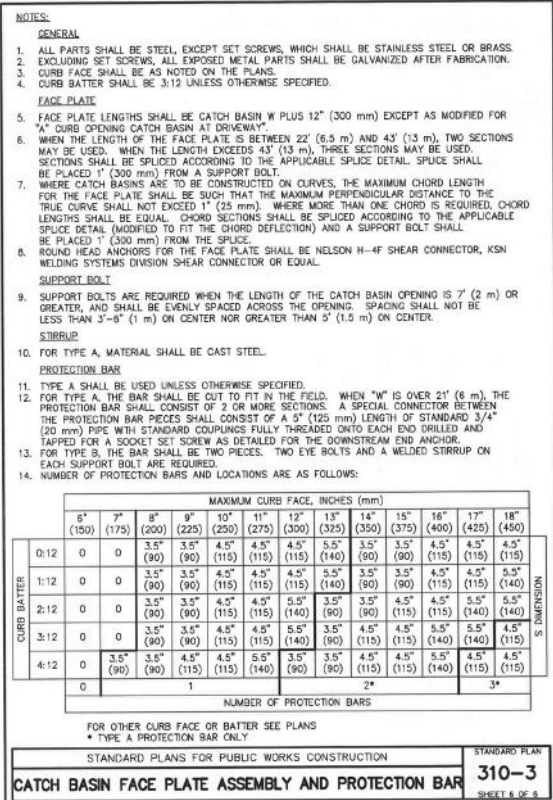 NOTES:
GENERAL
1. ALL PARTS SHALL BE STEEL, EXCEPT SET SCREWS, WHICH SHALL BE STAINLESS STEEL OR BRASS.
2. EXCLUDING SET SCREWS, ALL EXPOSED METAL PARTS SHALL BE GALVANIZED AFTER FABRICATION.
3. CURB FACE SHALL BE AS NOTED ON THE PLANS.
4. CURB BATTER SHALL BE 3:12 UNLESS OTHERWISE SPECIFIED.
FACE PLATE
5. FACE PLATE LENGTHS SHALL BE CATCH BASIN W PLUS 12" (300 mm) EXCEPT AS MODIFIED FOR
"A" CURB OPENING CATCH BASIN AT DRIVEWAY".
6. WHEN THE LENGTH OF THE FACE PLATE IS BETWEEN 22' (6.5 m) AND 43' (13 m), TWO SECTIONS
MAY BE USED. WHEN THE LENGTH EXCEEDS 43' (13 m), THREE SECTIONS MAY BE USED.
SECTIONS SHALL BE SPLICED ACCORDING TO THE APPLICABLE SPLICE DETAIL. SPLICE SHALL
BE PLACED 1' (300 mm) FROM A SUPPORT BOLT.
7. WHERE CATCH BASINS ARE TO BE CONSTRUCTED ON CURVES, THE MAXIMUM CHORD LENGTH
FOR THE FACE PLATE SHALL BE SUCH THAT THE MAXIMUM PERPENDICULAR DISTANCE TO THE
TRUE CURVE SHALL NOT EXCEED 1" (25 mm). WHERE MORE THAN ONE CHORD IS REQUIRED, CHORD
LENGTHS SHALL BE EQUAL. CHORD SECTIONS SHALL BE SPLICED ACCORDING TO THE APPLICABLE
SPLICE DETAIL (MODIFIED TO FIT THE CHORD DEFLECTION) AND A SUPPORT BOLT SHALL
BE PLACED 1' (300 mm) FROM THE SPLICE.
8. ROUND HEAD ANCHORS FOR THE FACE PLATE SHALL BE NELSON H-4F SHEAR CONNECTOR, KSN
WELDING SYSTEMS DIVISION SHEAR CONNECTOR OR EQUAL.
SUPPORT BOLT
9. SUPPORT BOLTS ARE REQUIRED WHEN THE LENGTH OF THE CATCH BASIN OPENING IS 7' (2 m) OR
GREATER, AND SHALL BE EVENLY SPACED ACROSS THE OPENING. SPACING SHALL NOT BE
LESS THAN 3'-6" (1 m) ON CENTER NOR GREATER THAN 5' (1.5 m) ON CENTER.
STIRRUP
10. FOR TYPE A, MATERIAL SHALL BE CAST STEEL.
PROTECTION BAR
11. TYPE A SHALL BE USED UNLESS OTHERWISE SPECIFIED.
12. FOR TYPE A, THE BAR SHALL BE CUT TO FIT IN THE FIELD. WHEN "W" IS OVER 21' (6 m), THE
PROTECTION BAR SHALL CONSIST OF 2 OR MORE SECTIONS. A SPECIAL CONNECTOR BETWEEN
THE PROTECTION BAR PIECES SHALL CONSIST OF A 5" (125 mm) LENGTH OF STANDARD 3/4"
(20 mm) PIPE WITH STANDARD COUPLINGS FULLY THREADED ONTO EACH END DRILLED AND
TAPPED FOR A SOCKET SET SCREW AS DETAILED FOR THE DOWNSTREAM END ANCHOR.
13. FOR TYPE B, THE BAR SHALL BE TWO PIECES. TWO EYE BOLTS AND A WELDED STIRRUP ON
EACH SUPPORT BOLT ARE REQUIRED.
14. NUMBER OF PROTECTION BARS AND LOCATIONS ARE AS FOLLOWS:
MAXIMUM CURB FACE, INCHES (mm)
6" 7" 8" 9" 10" 11" 12" 13" 14" 15" 16" 17" 18"
(150) (175) (200) (225) (250) (275) (300) (325) (350) (375) (400) (425) (450)
CURB BATTER
0:12 0 0 3.5" 3.5" 4.5" 4.5" 4.5" 5.5" 3.5" 3.5" 4.5" 4.5" 4.5"
(90) (90) (115) (115) (115) (140) (90) (90) (115) (115) (115)
1:12 0 0 3.5" 3.5" 4.5" 4.5" 5.5" 5.5" 3.5" 3.5" 4.5" 4.5" 5.5"
(90) (90) (115) (115) (140) (140) (90) (90) (115) (115) (140)
2:12 0 0 3.5" 3.5" 4.5" 4.5" 5.5" 3.5" 3.5" 4.5" 4.5" 5.5" 5.5"
(90) (90) (115) (115) (140) (90) (90) (115) (115) (140) (140)
3:12 0 0 3.5" 4.5" 4.5" 5.5" 5.5" 3.5" 4.5" 4.5" 5.5" 5.5" 4.5"
(90) (115) (115) (140) (140) (90) (115) (115) (140) (140) (115)
4:12 0 3.5" 3.5" 4.5" 4.5" 5.5" 3.5" 3.5" 4.5" 4.5" 5.5" 4.5" 4.5"
(90) (90) (115) (115) (140) (90) (90) (115) (115) (140) (115) (115)
S DIMENSION
0 1 2* 3*
NUMBER OF PROTECTION BARS
FOR OTHER CURB FACE OR BATTER SEE PLANS
* TYPE A PROTECTION BAR ONLY
STANDARD PLANS FOR PUBLIC WORKS CONSTRUCTION
STANDARD PLAN
CATCH BASIN FACE PLATE ASSEMBLY AND PROTECTION BAR
310-3
SHEET 6 OF 6